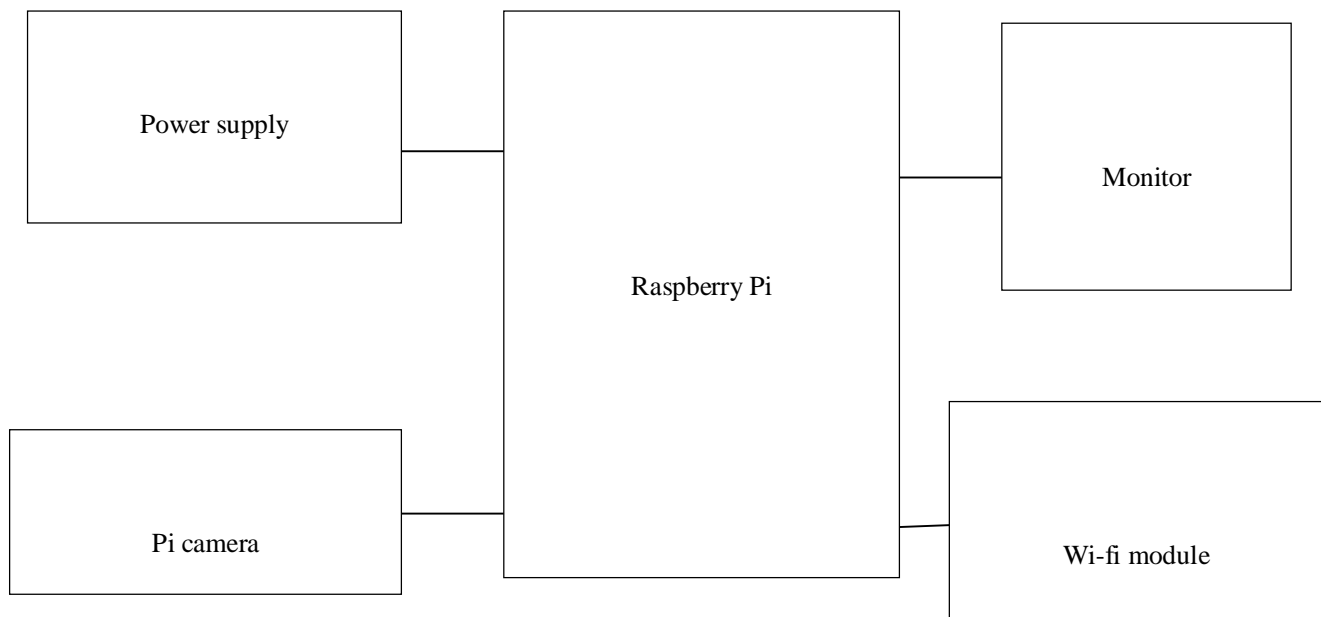 Power supply
Monitor
Raspberry Pi
Pi camera
Wi-fi module